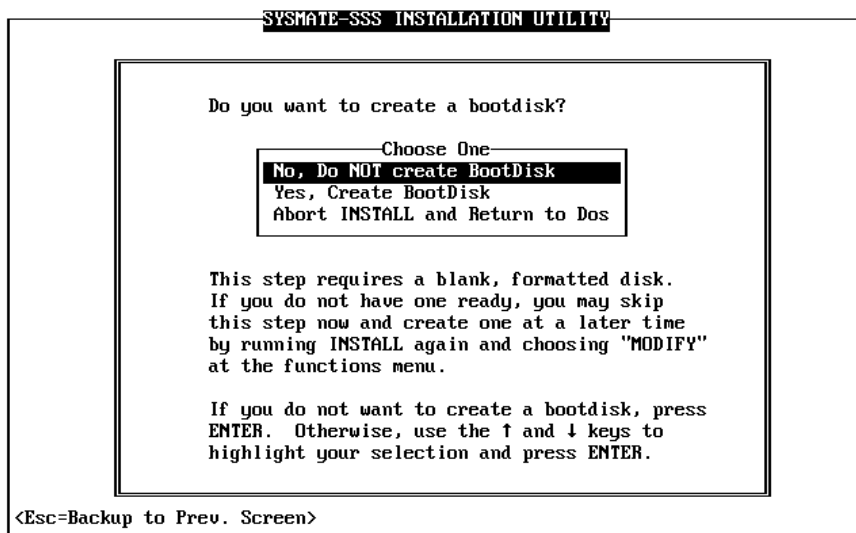 SYSMATE-SSS INSTALLATION UTILITY
Do you want to create a bootdisk?
Choose One
No, Do NOT create BootDisk
Yes, Create BootDisk
Abort INSTALL and Return to Dos
This step requires a blank, formatted disk.
If you do not have one ready, you may skip
this step now and create one at a later time
by running INSTALL again and choosing "MODIFY"
at the functions menu.
If you do not want to create a bootdisk, press
ENTER. Otherwise, use the ↑ and ↓ keys to
highlight your selection and press ENTER.
<Esc=Backup to Prev. Screen>